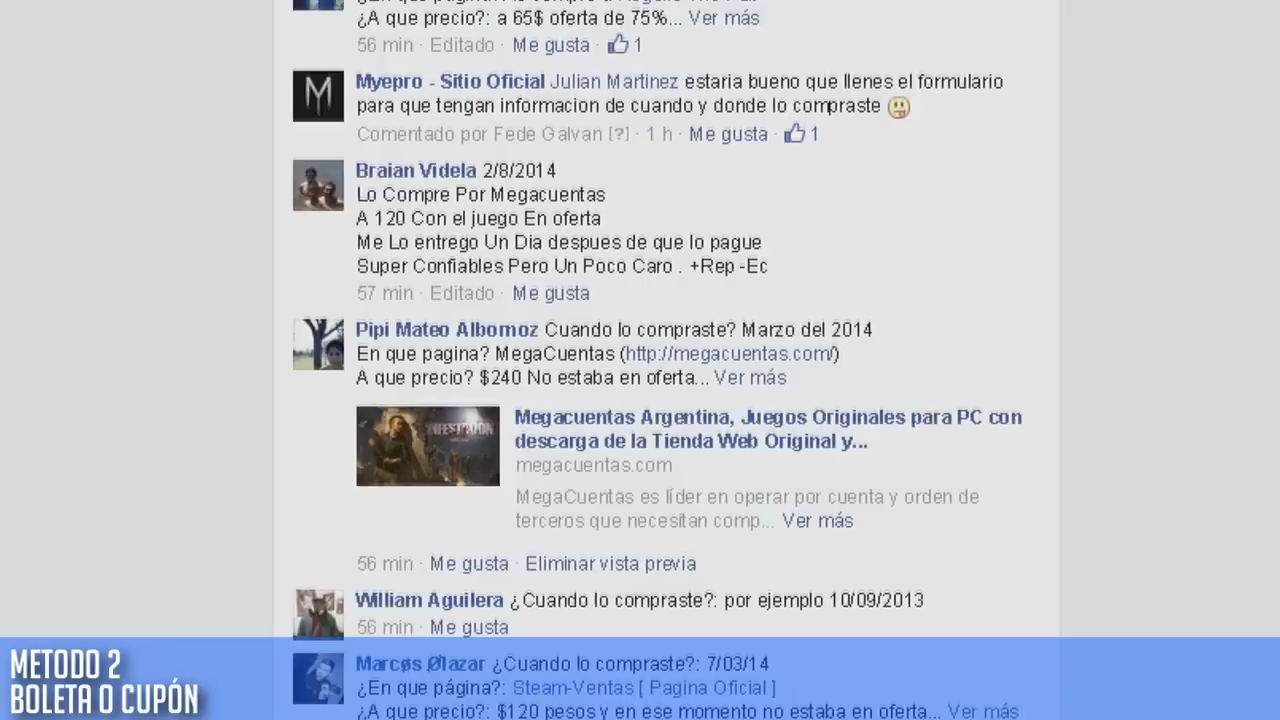 ¿A que precio?: a 65$ oferta de 75%... Ver más
56 min · Editado · Me gusta · 1
Myepro - Sitio Oficial Julian Martinez estaria bueno que llenes el formulario
para que tengan informacion de cuando y donde lo compraste
Comentado por Fede Galvan [?] · 1 h · Me gusta · 1
Braian Videla 2/8/2014
Lo Compre Por Megacuentas
A 120 Con el juego En oferta
Me Lo entrego Un Dia despues de que lo pague
Super Confiables Pero Un Poco Caro . +Rep -Ec
57 min · Editado · Me gusta
Pipi Mateo Albornoz Cuando lo compraste? Marzo del 2014
En que pagina? MegaCuentas (http://megacuentas.com/)
A que precio? $240 No estaba en oferta... Ver más
Megacuentas Argentina, Juegos Originales para PC con
descarga de la Tienda Web Original y...
megacuentas.com
MegaCuentas es líder en operar por cuenta y orden de
terceros que necesitan comp... Ver más
56 min · Me gusta · Eliminar vista previa
William Aguilera ¿Cuando lo compraste?: por ejemplo 10/09/2013
56 min · Me gusta
Marcøs Ølazar ¿Cuando lo compraste?: 7/03/14
¿En que página?: Steam-Ventas [ Pagina Oficial ]
¿A que precio?: $120 pesos y en ese momento no estaba en oferta... Ver más
METODO 2
BOLETA O CUPÓN